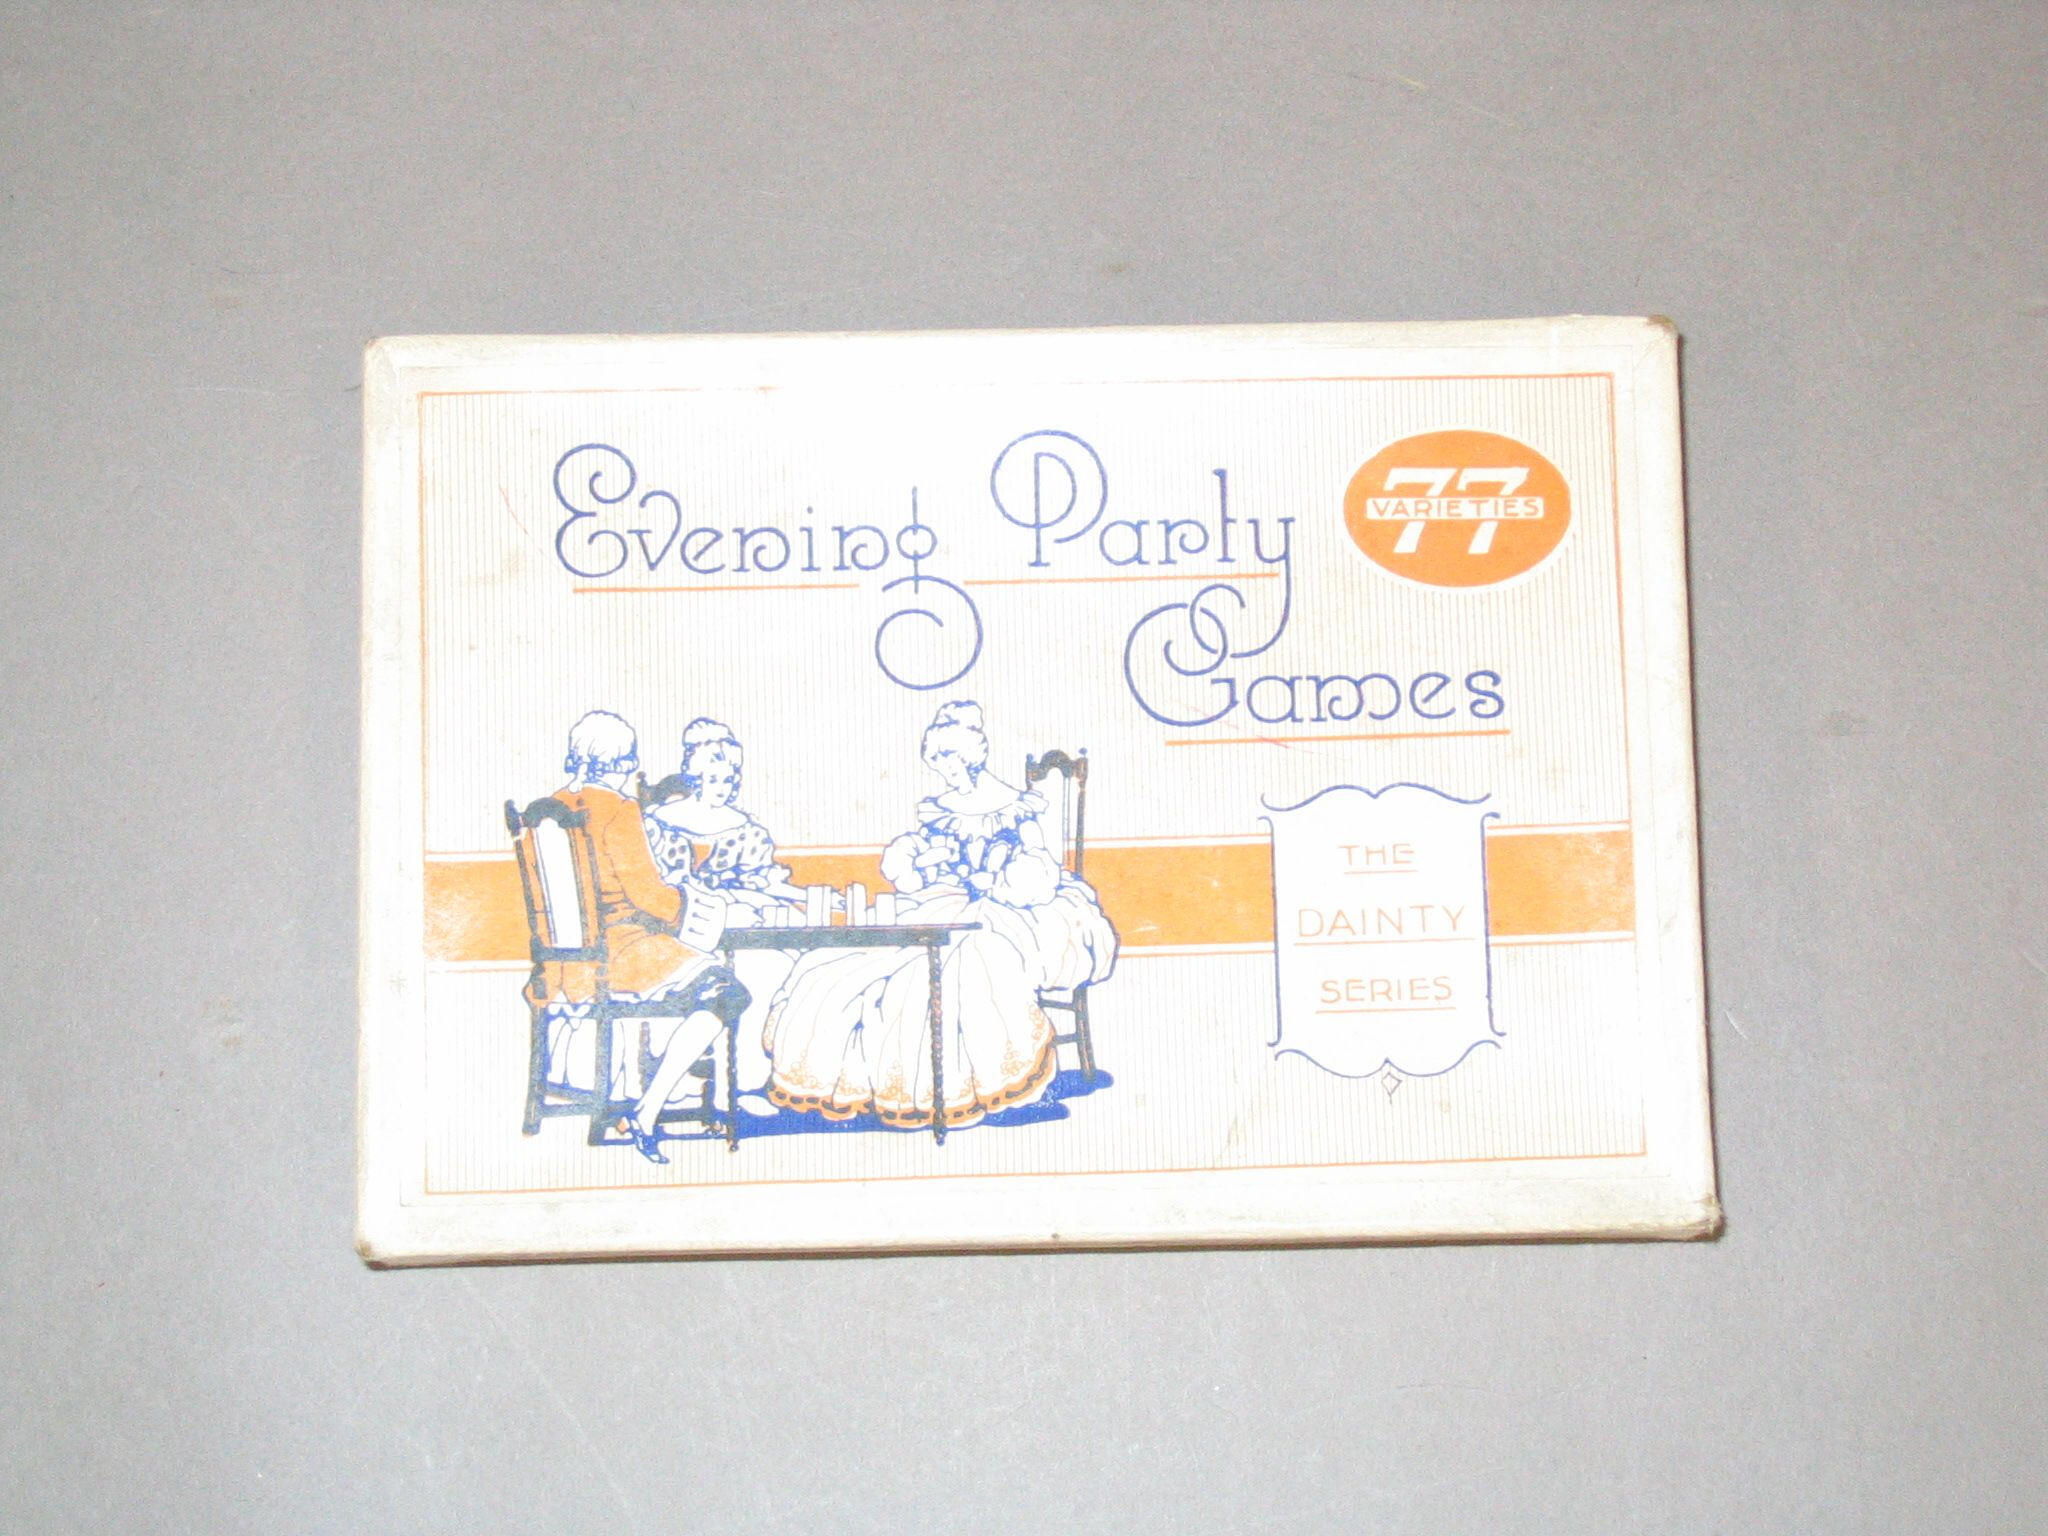 Evening Party
Games
77
VARIETIES
THE
DAINTY
SERIES